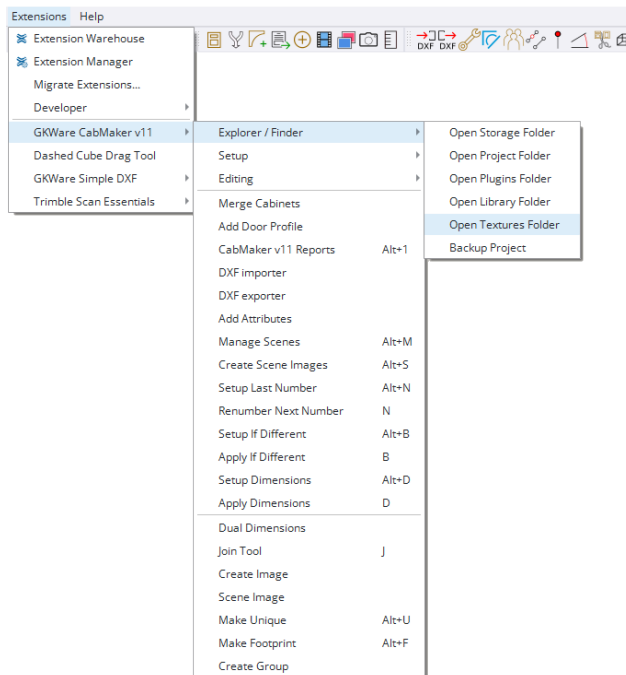 Extensions Help
Extension Warehouse
Extension Manager
Migrate Extensions...
Developer
GKWare CabMaker v11
Dashed Cube Drag Tool
GKWare Simple DXF
Trimble Scan Essentials
DXF DXF
Explorer / Finder
Setup
Editing
Merge Cabinets
Add Door Profile
CabMaker v11 Reports Alt+1
DXF importer
DXF exporter
Add Attributes
Manage Scenes Alt+M
Create Scene Images Alt+S
Setup Last Number Alt+N
Renumber Next Number N
Setup If Different Alt+B
Apply If Different B
Setup Dimensions Alt+D
Apply Dimensions D
Dual Dimensions
Join Tool J
Create Image
Scene Image
Make Unique Alt+U
Make Footprint Alt+F
Create Group
Open Storage Folder
Open Project Folder
Open Plugins Folder
Open Library Folder
Open Textures Folder
Backup Project